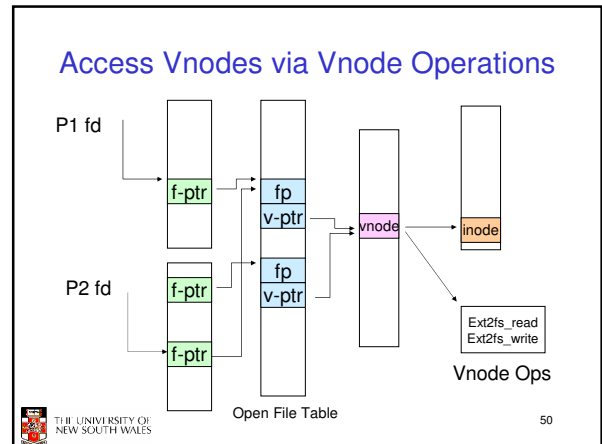 Access Vnodes via Vnode Operations
P1 fd
f-ptr
fp
v-ptr
vnode
inode
P2 fd
f-ptr
f-ptr
fp
v-ptr
Ext2fs_read
Ext2fs_write
Vnode Ops
Open File Table
THE UNIVERSITY OF
NEW SOUTH WALES
50